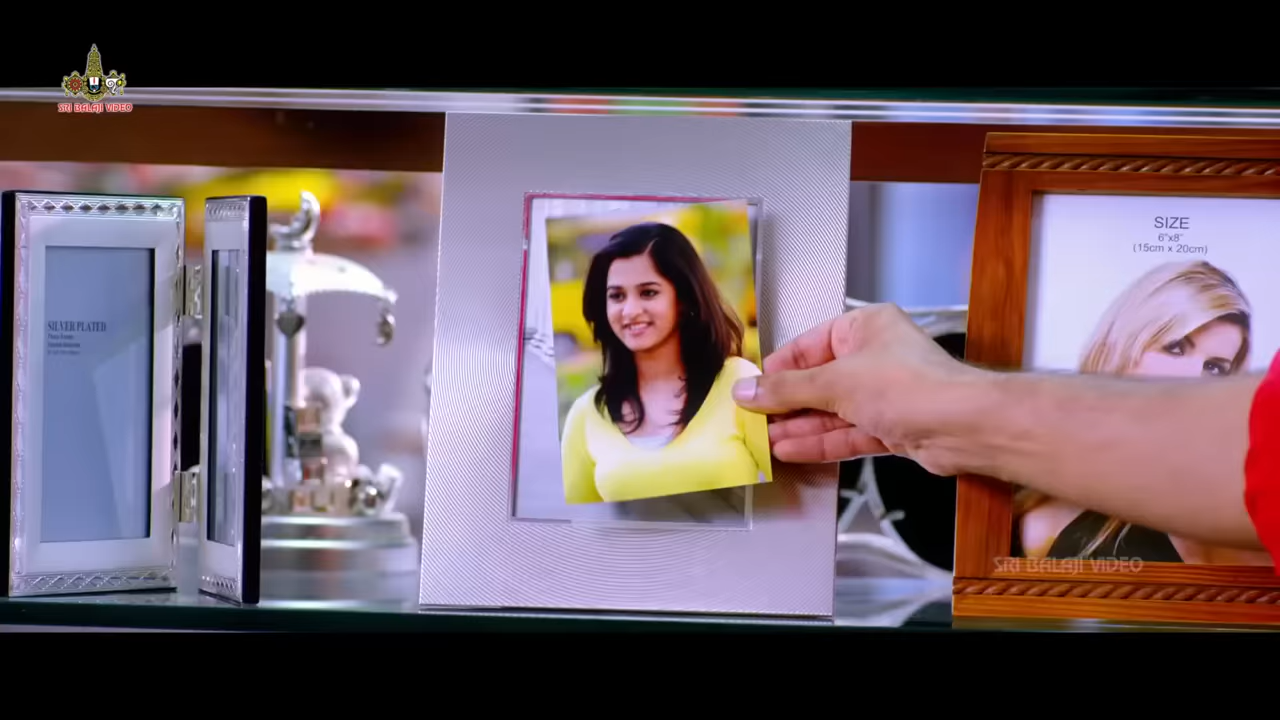 SRI BALAJI VIDEO
SILVER PLATED
SIZE
6"x8"
(15cm x 20cm)
SRI BALAJI VIDEO